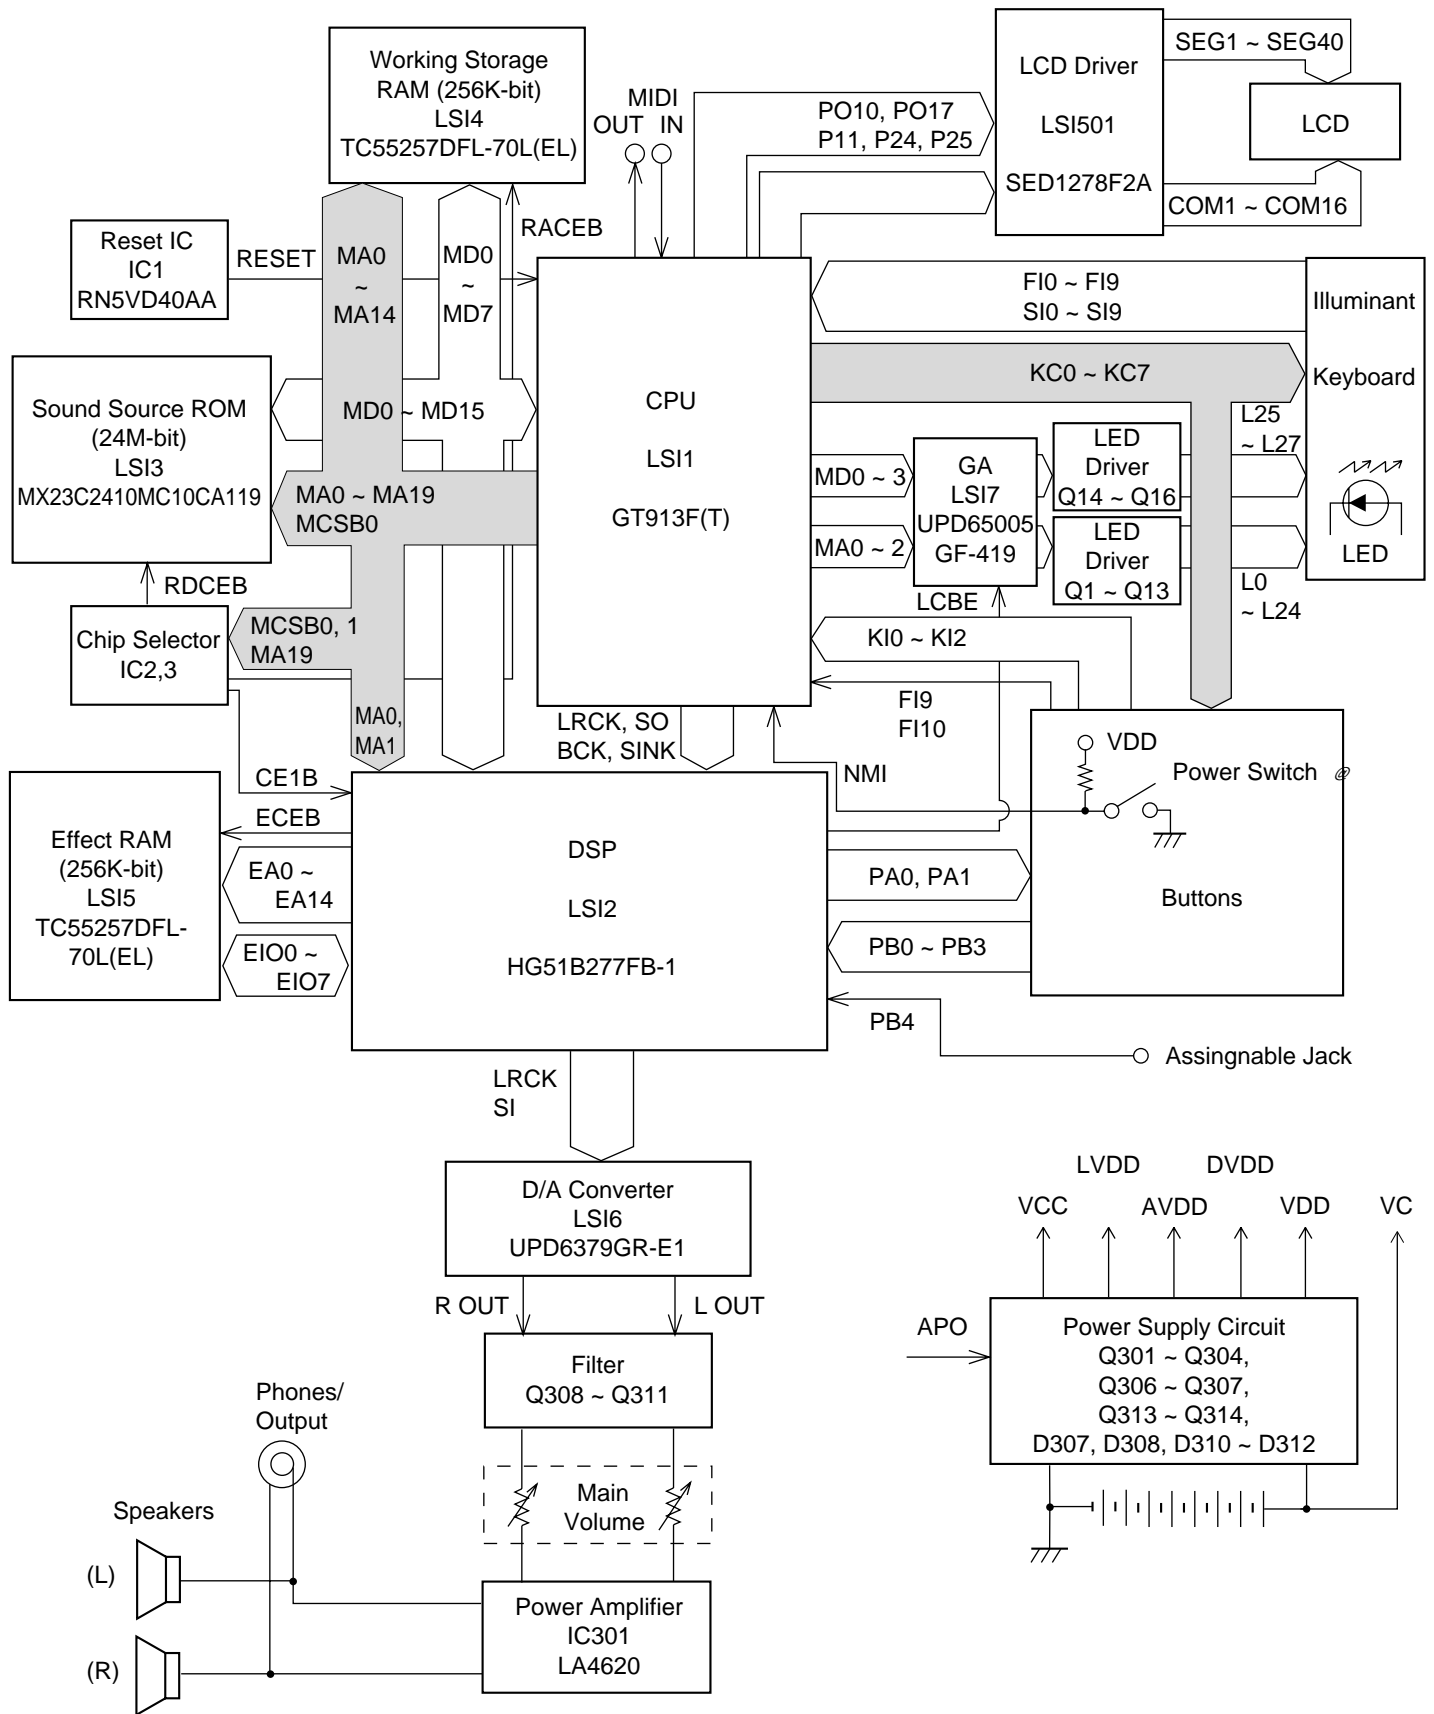 Working Storage
RAM (256K-bit)
LSI4
TC55257DFL-70L(EL)
MIDI
OUT IN
PO10, PO17
P11, P24, P25
LCD Driver
LSI501
SED1278F2A
SEG1 ~ SEG40
LCD
COM1 ~ COM16
Reset IC
IC1
RN5VD40AA
RESET
MA0
~
MA14
MD0
~
MD7
RACEB
CPU
LSI1
GT913F(T)
FI0 ~ FI9
SI0 ~ SI9
Illuminant
Keyboard
KC0 ~ KC7
L25
~ L27
LED
L0
~ L24
Sound Source ROM
(24M-bit)
LSI3
MX23C2410MC10CA119
MD0 ~ MD15
MA0 ~ MA19
MCSB0
MD0 ~ 3
MA0 ~ 2
GA
LSI7
UPD65005
GF-419
LED
Driver
Q14 ~ Q16
LED
Driver
Q1 ~ Q13
RDCEB
LCBE
Chip Selector
IC2,3
MCSB0, 1
MA19
KI0 ~ KI2
MA0,
MA1
LRCK, SO
BCK, SINK
FI9
FI10
NMI
VDD
Power Switch @
Buttons
CE1B
ECEB
Effect RAM
(256K-bit)
LSI5
TC55257DFL-
70L(EL)
EA0 ~
EA14
EIO0 ~
EIO7
DSP
LSI2
HG51B277FB-1
PA0, PA1
PB0 ~ PB3
PB4
Assingnable Jack
LRCK
SI
D/A Converter
LSI6
UPD6379GR-E1
R OUT
L OUT
Filter
Q308 ~ Q311
Main
Volume
Power Amplifier
IC301
LA4620
Phones/
Output
Speakers
(L)
(R)
LVDD DVDD
VCC AVDD VDD VC
APO
Power Supply Circuit
Q301 ~ Q304,
Q306 ~ Q307,
Q313 ~ Q314,
D307, D308, D310 ~ D312